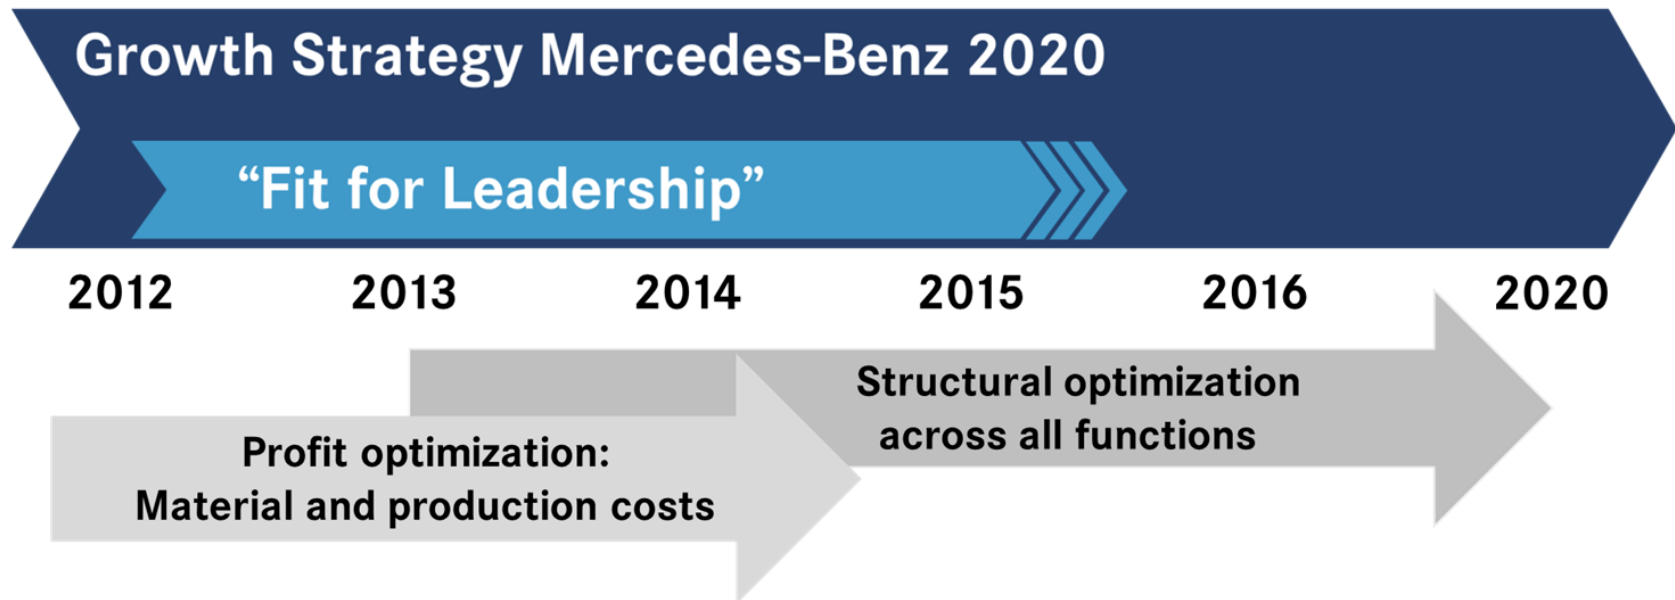 Growth Strategy Mercedes-Benz 2020
“Fit for Leadership”
2012 2013 2014 2015 2016 2020
Structural optimization
across all functions
Profit optimization:
Material and production costs